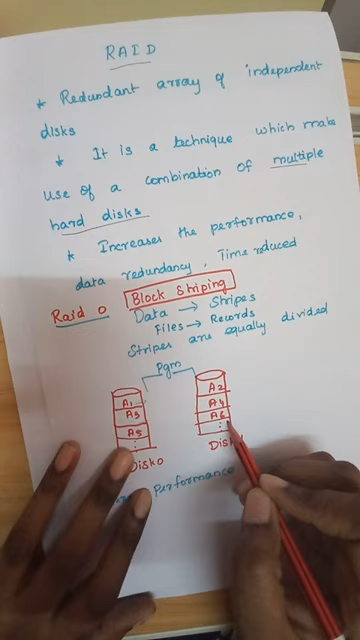 RAID
* Redundant array of independent
disks
* It is a technique which make
use of a combination of multiple
hard disks
* Increases the performance,
data redundancy, Time reduced
Raid 0 Block Striping
Data → Stripes
Files → Records
Stripes are equally divided
Pgm
A1 A2
A3 A4
A5 A6
Disk0 Disk
Performance